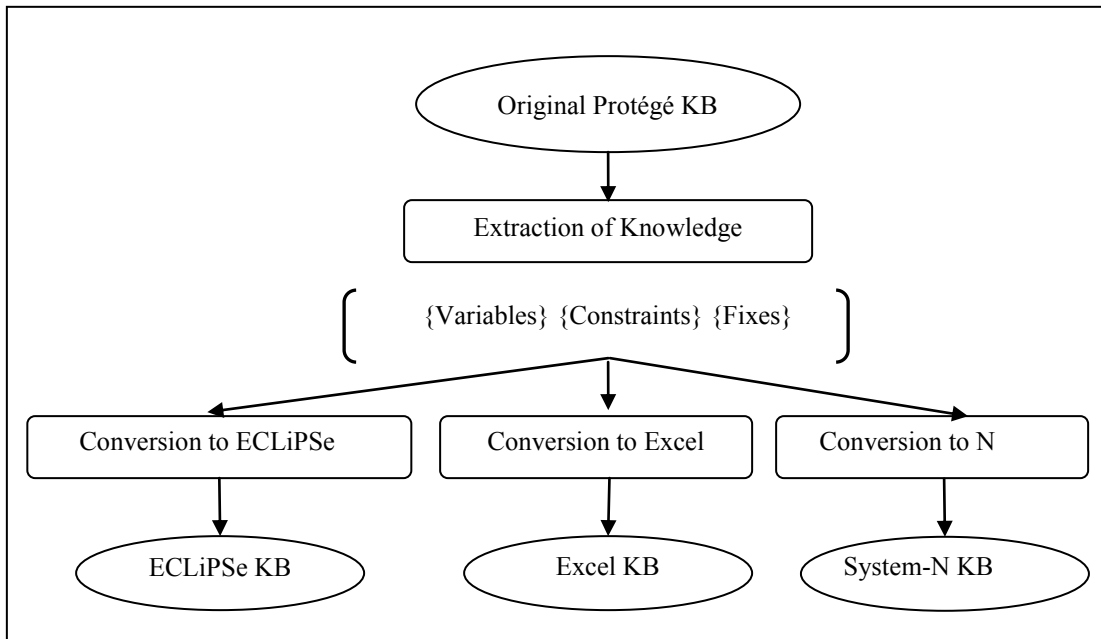 Original Protégé KB
Extraction of Knowledge
{Variables} {Constraints} {Fixes}
Conversion to ECLiPSe
Conversion to Excel
Conversion to N
ECLiPSe KB
Excel KB
System-N KB